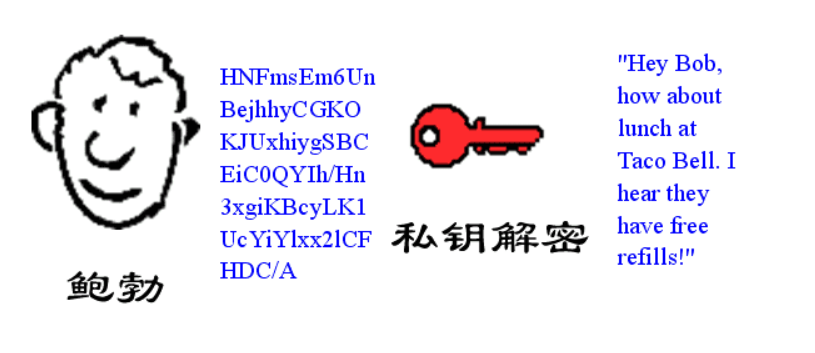 鲍勃
HNFmsEm6Un
BejhhyCGKO
KJUxhiygSBC
EiC0QYIh/Hn
3xgiKBcyLK1
UcYiYlxx2lCF
HDC/A
私钥解密
"Hey Bob,
how about
lunch at
Taco Bell. I
hear they
have free
refills!"